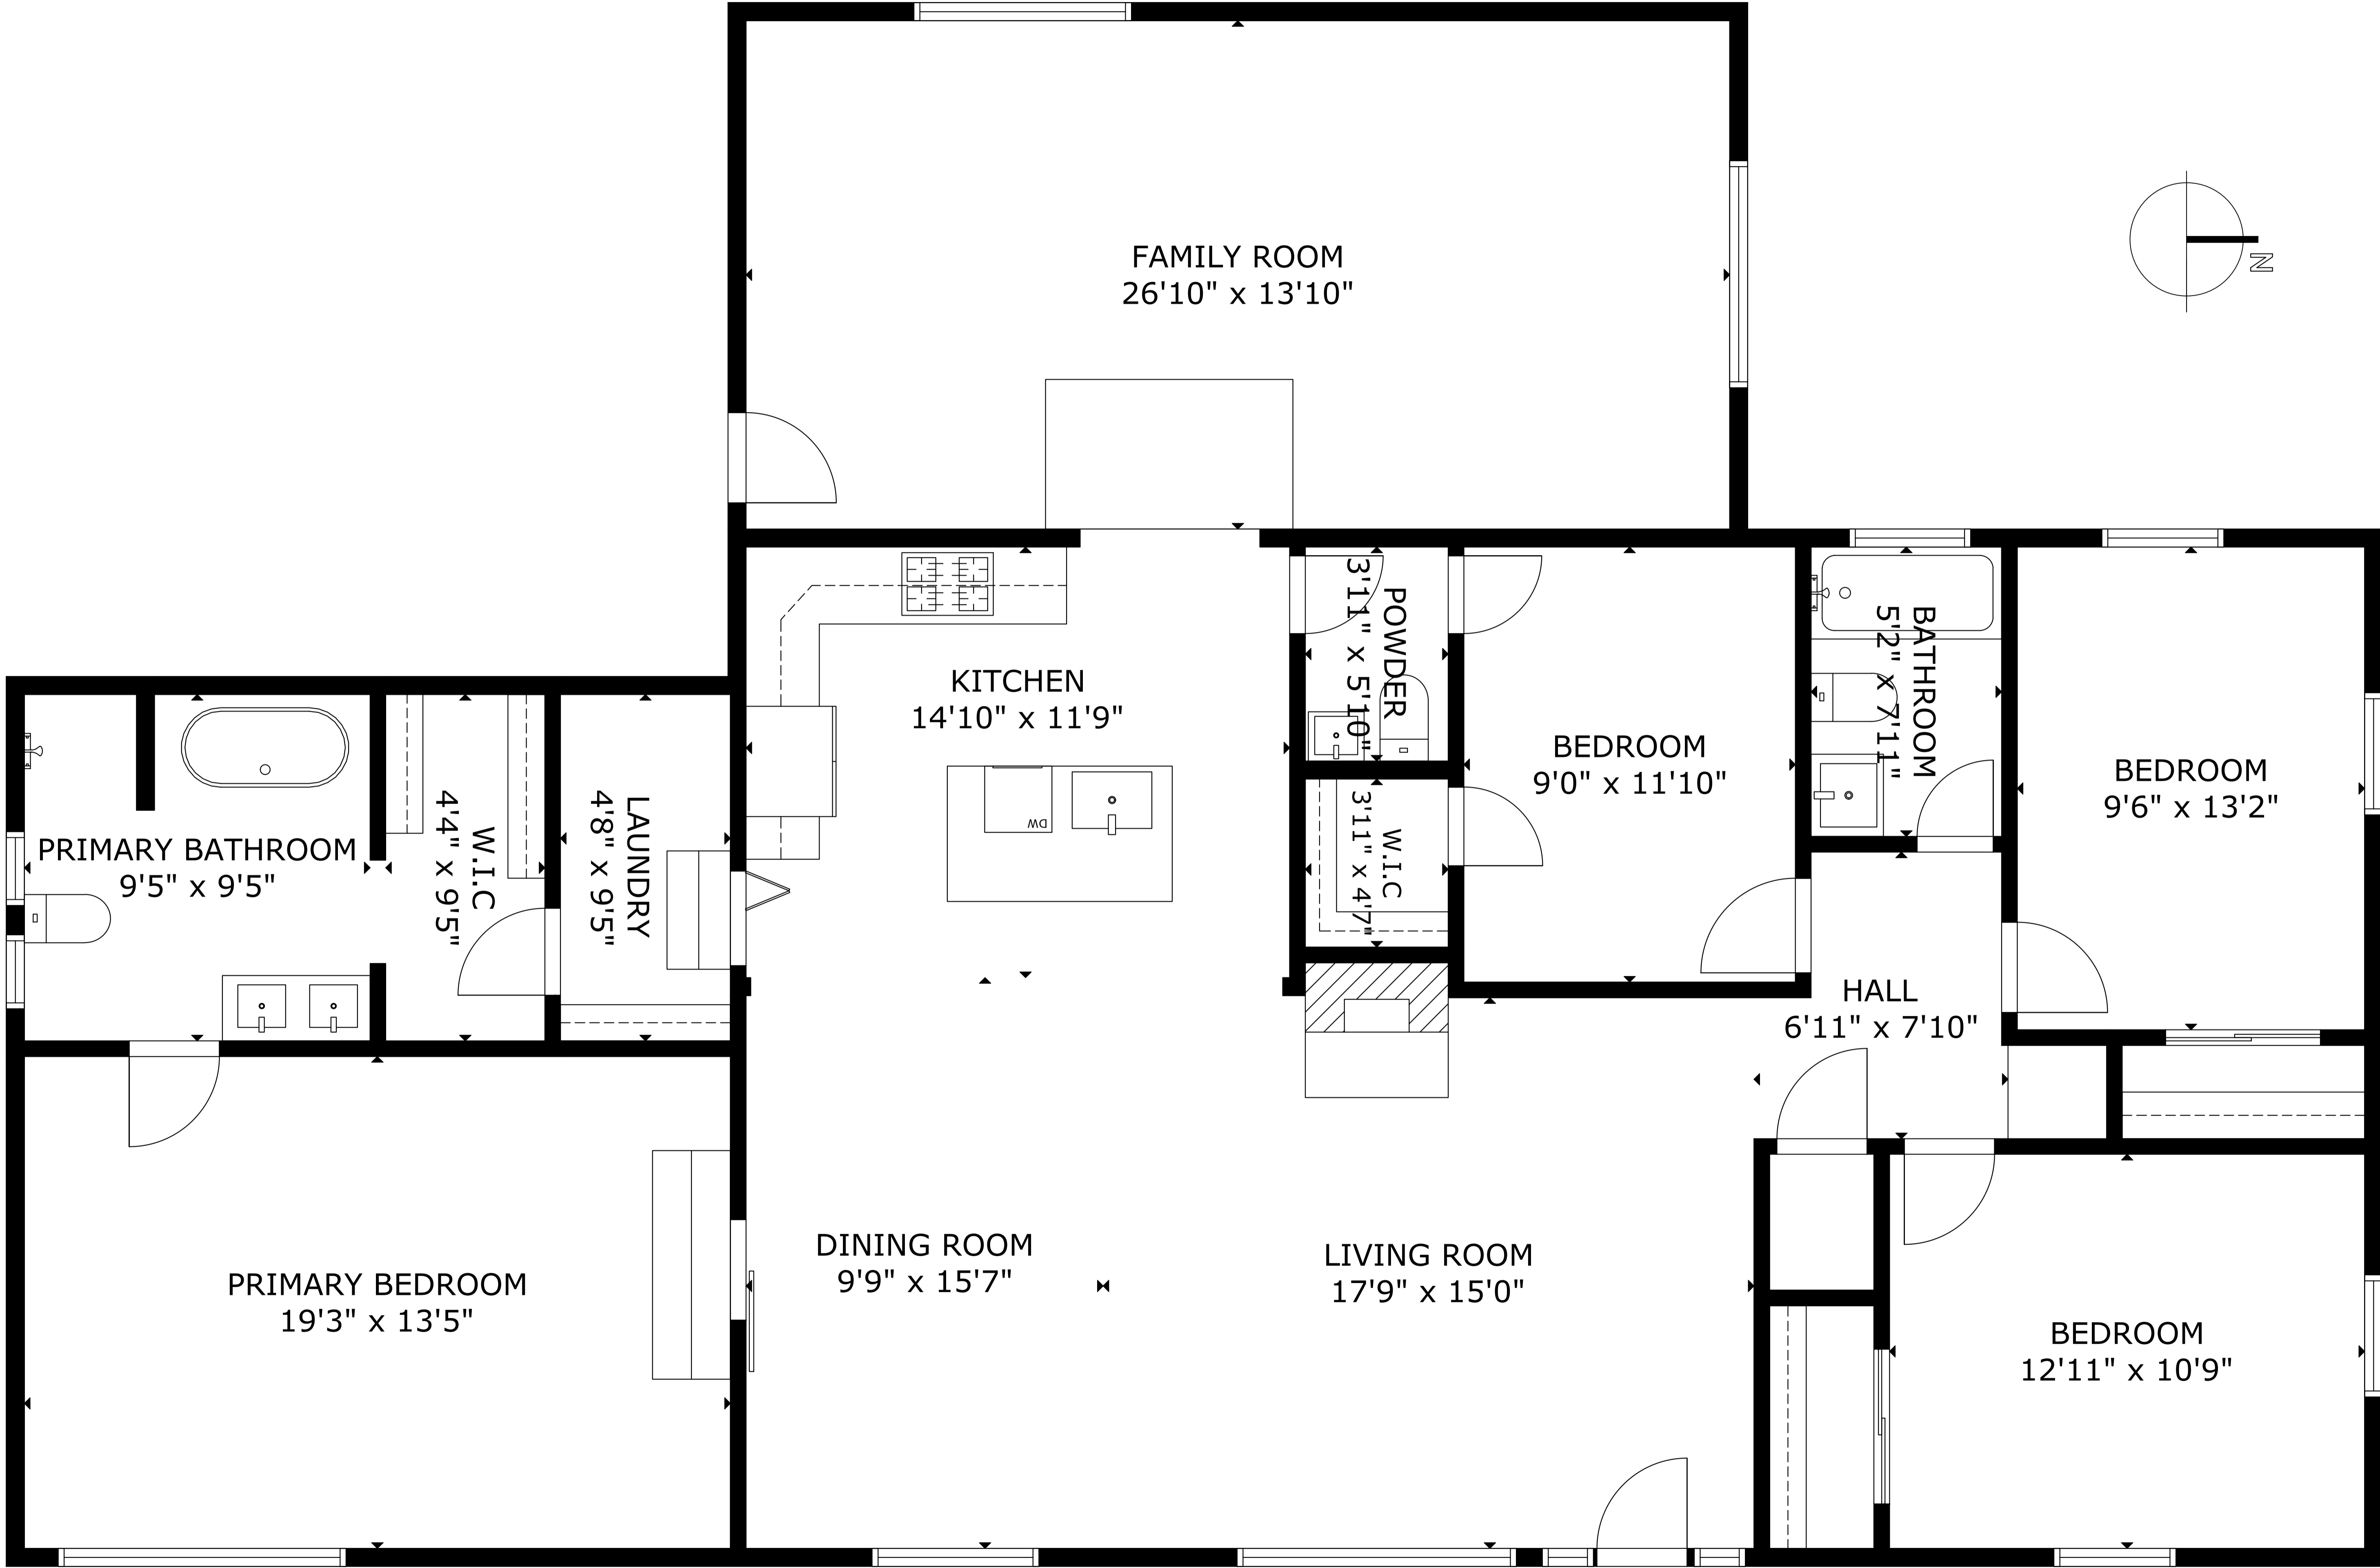 FAMILY ROOM
26'10" x 13'10"
N
KITCHEN
14'10" x 11'9"
DW
POWDER
3'11" x 5'10"
W.I.C
3'11" x 4'7"
BEDROOM
9'0" x 11'10"
BATHROOM
5'2" x 7'11"
BEDROOM
9'6" x 13'2"
PRIMARY BATHROOM
9'5" x 9'5"
W.I.C
4'4" x 9'5"
LAUNDRY
4'8" x 9'5"
HALL
6'11" x 7'10"
PRIMARY BEDROOM
19'3" x 13'5"
DINING ROOM
9'9" x 15'7"
LIVING ROOM
17'9" x 15'0"
BEDROOM
12'11" x 10'9"